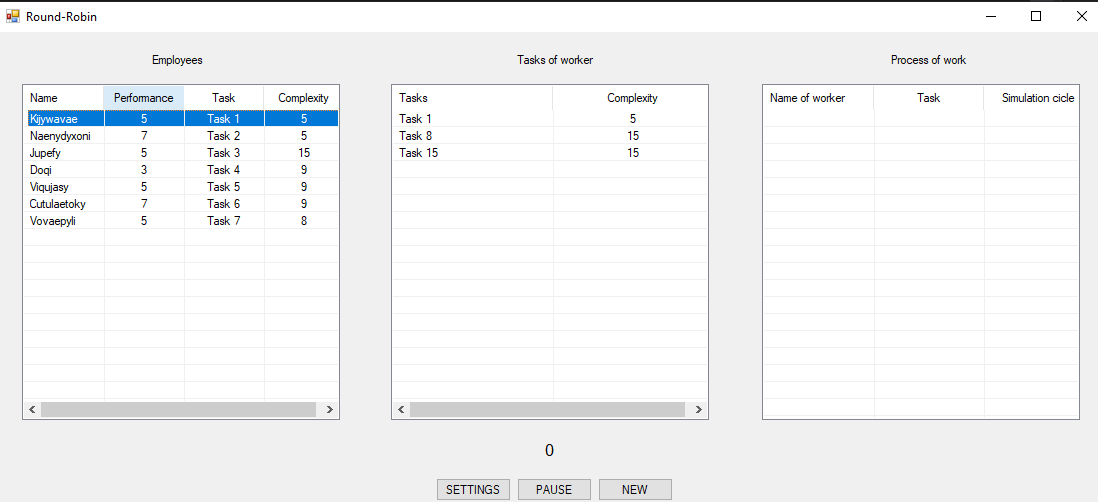 Round-Robin
Employees
Name Performance Task Complexity
Kijywavae 5 Task 1 5
Naenydyxoni 7 Task 2 5
Jupefy 5 Task 3 15
Doqi 3 Task 4 9
Viqujasy 5 Task 5 9
Cutulaetoky 7 Task 6 9
Vovaepyli 5 Task 7 8
Tasks of worker
Tasks Complexity
Task 1 5
Task 8 15
Task 15 15
Process of work
Name of worker Task Simulation cicle
0
SETTINGS PAUSE NEW